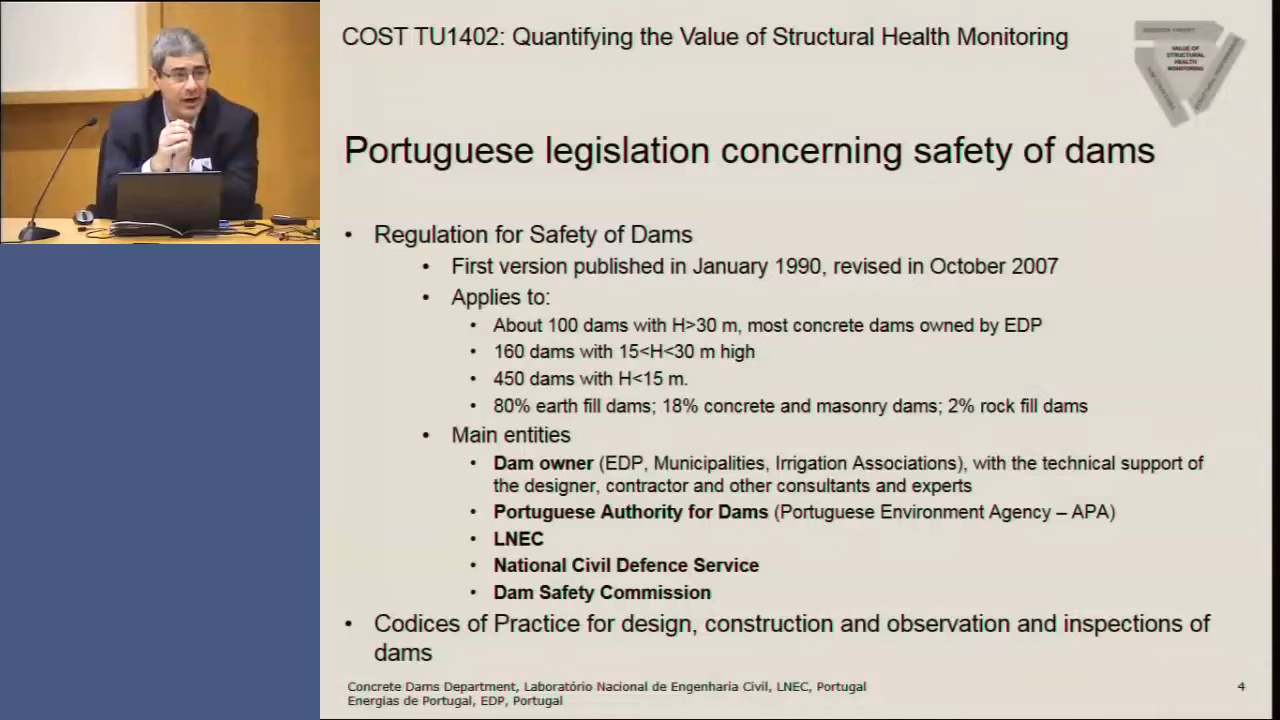 COST TU1402: Quantifying the Value of Structural Health Monitoring
VALUE OF
STRUCTURAL
HEALTH
MONITORING
Portuguese legislation concerning safety of dams
• Regulation for Safety of Dams
• First version published in January 1990, revised in October 2007
• Applies to:
• About 100 dams with H>30 m, most concrete dams owned by EDP
• 160 dams with 15<H<30 m high
• 450 dams with H<15 m.
• 80% earth fill dams; 18% concrete and masonry dams; 2% rock fill dams
• Main entities
• Dam owner (EDP, Municipalities, Irrigation Associations), with the technical support of
the designer, contractor and other consultants and experts
• Portuguese Authority for Dams (Portuguese Environment Agency – APA)
• LNEC
• National Civil Defence Service
• Dam Safety Commission
• Codices of Practice for design, construction and observation and inspections of
dams
Concrete Dams Department, Laboratório Nacional de Engenharia Civil, LNEC, Portugal
Energias de Portugal, EDP, Portugal
4